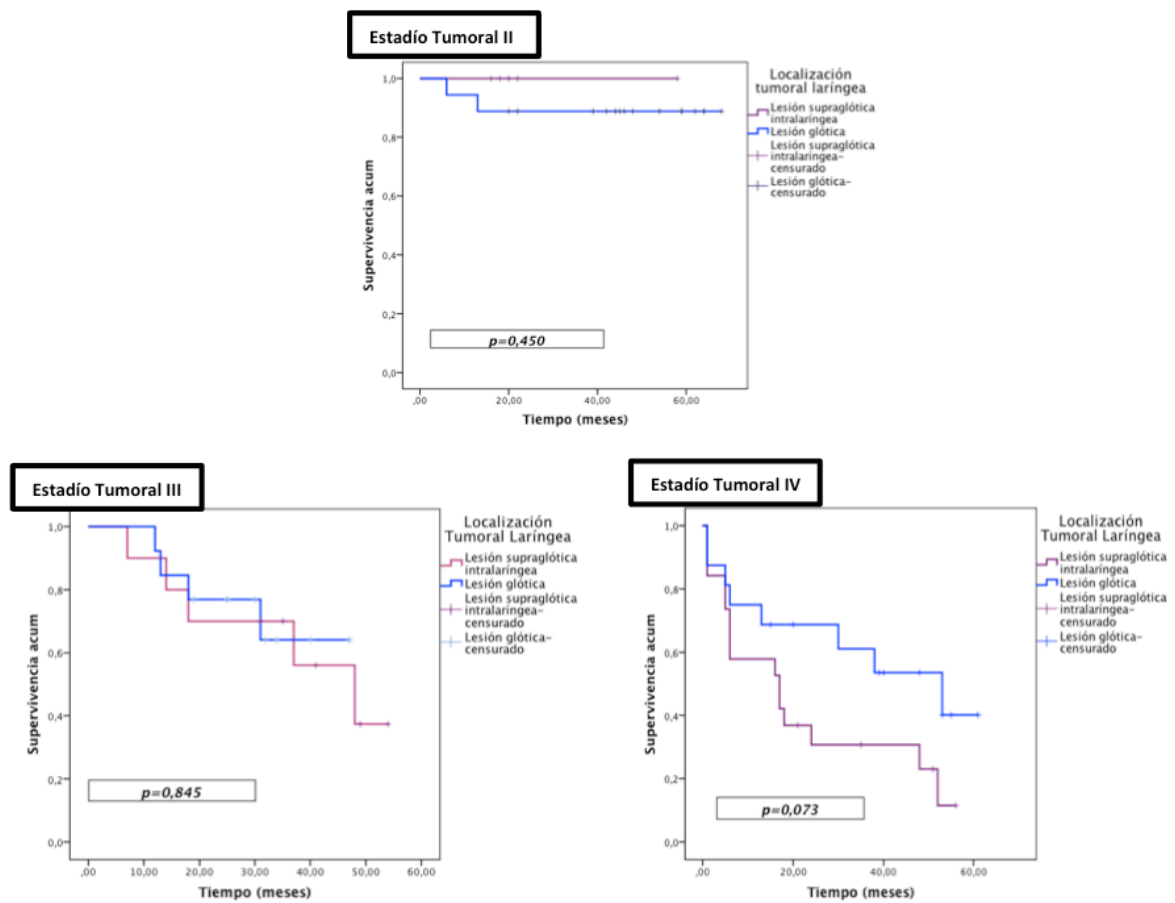 Estadío Tumoral II
Localización
tumoral laríngea
Lesión supraglótica
intralaríngea
Lesión glótica
Lesión supraglótica
intralaríngea-
censurado
Lesión glótica-
censurado
Supervivencia acum
1,0
0,8
0,6
0,4
0,2
0,0
p=0,450
,00
20,00
40,00
60,00
Tiempo (meses)
Estadío Tumoral III
Localización
Tumoral Laríngea
Lesión supraglótica
intralaríngea
Lesión glótica
Lesión supraglótica
intralaríngea-
censurado
Lesión glótica-
censurado
Supervivencia acum
1,0
0,8
0,6
0,4
0,2
0,0
p=0,845
,00
10,00
20,00
30,00
40,00
50,00
60,00
Tiempo (meses)
Estadío Tumoral IV
Localización
Tumoral Laríngea
Lesión supraglótica
intralaríngea
Lesión glótica
Lesión supraglótica
intralaríngea-
censurado
Lesión glótica-
censurado
Supervivencia acum
1,0
0,8
0,6
0,4
0,2
0,0
p=0,073
,00
20,00
40,00
60,00
Tiempo (meses)